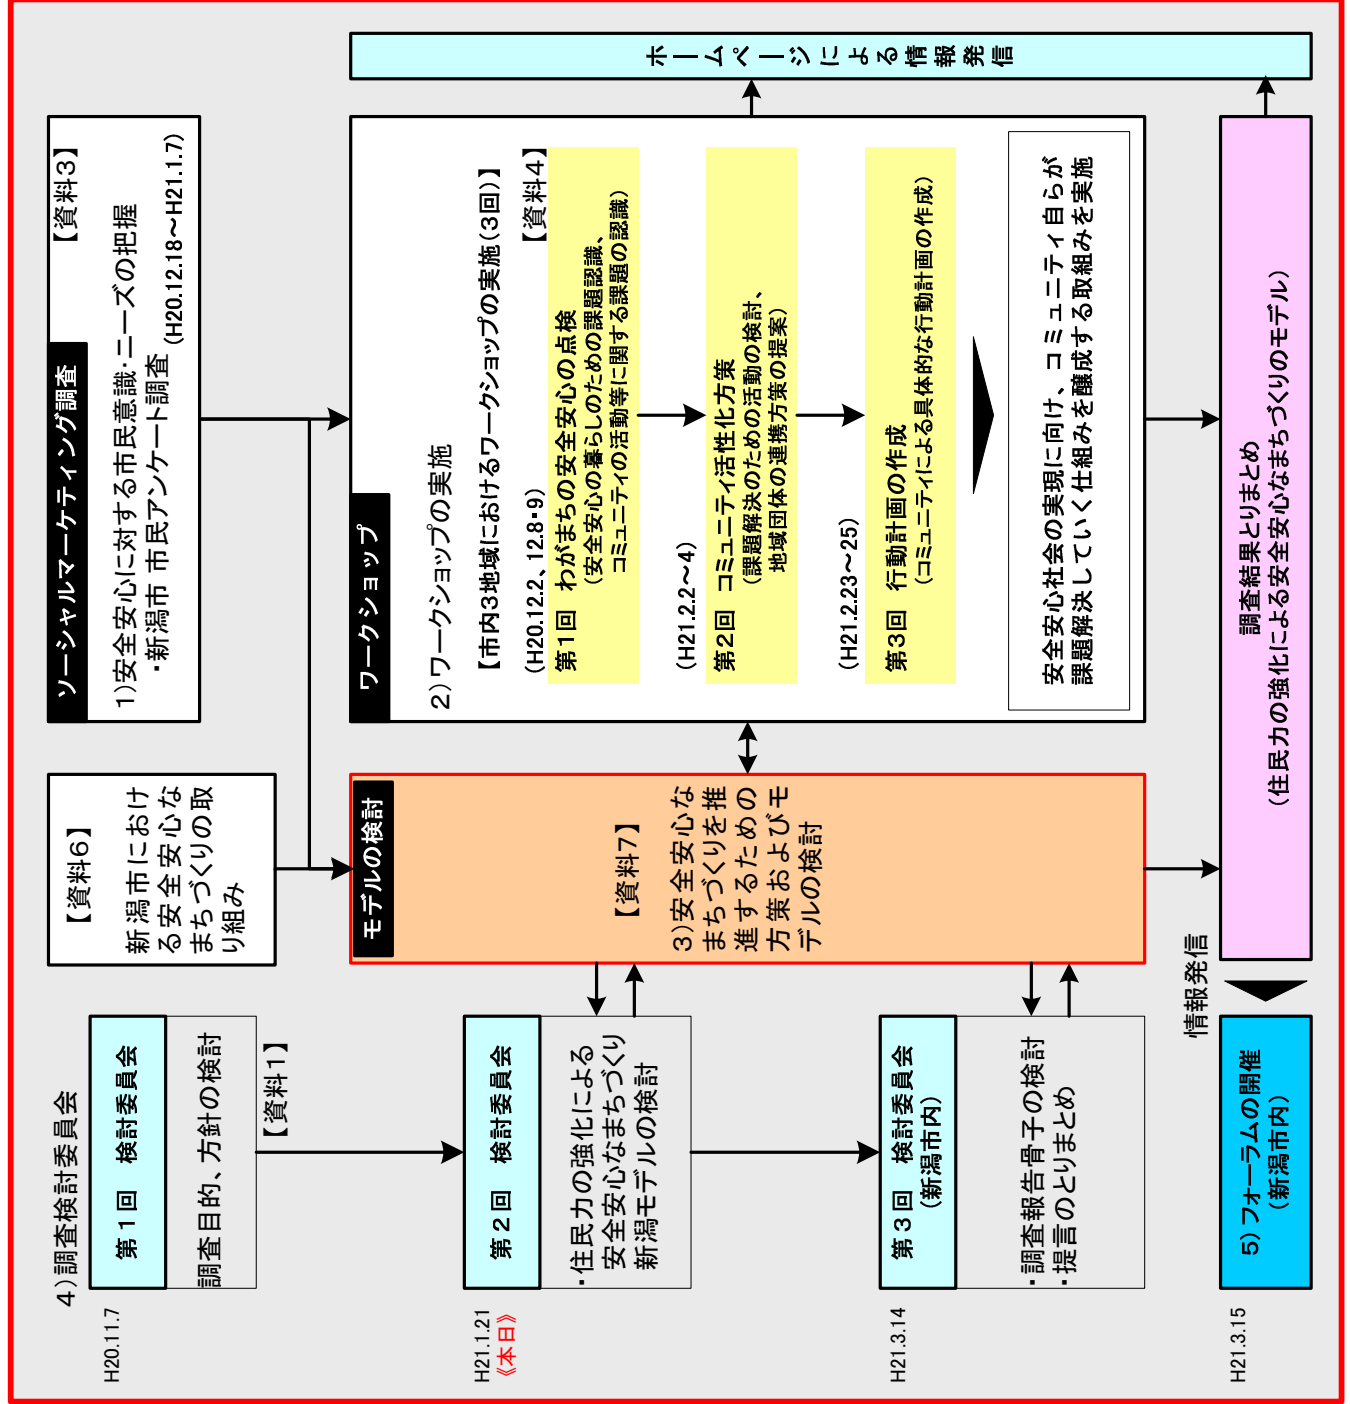 4)調査検討委員会
H20.11.7
第1回　検討委員会
調査目的、方針の検討
【資料1】
H21.1.21
《本日》
第2回　検討委員会
・住民力の強化による
安全安心なまちづくり
新潟モデルの検討
H21.3.14
第3回　検討委員会
(新潟市内)
・調査報告骨子の検討
・提言のとりまとめ
H21.3.15
5)フォーラムの開催
(新潟市内)
情報発信
【資料6】
新潟市におけ
る安全安心な
まちづくりの取
り組み
モデルの検討
【資料7】
3)安全安心な
まちづくりを推
進するための
方策およびモ
デルの検討
ソーシャルマーケティング調査
【資料3】
1)安全安心に対する市民意識・ニーズの把握
・新潟市 市民アンケート調査
(H20.12.18～H21.1.7)
ワークショップ
2)ワークショップの実施
【市内3地域におけるワークショップの実施(3回)】
(H20.12.2、12.8・9)
【資料4】
第1回　わがまちの安全安心の点検
(安全安心の暮らしのための課題認識、
コミュニティの活動等に関する課題の認識)
(H21.2.2～4)
第2回　コミュニティ活性化方策
(課題解決のための活動の検討、
地域団体の連携方策の提案)
(H21.2.23～25)
第3回　行動計画の作成
(コミュニティによる具体的な行動計画の作成)
安全安心社会の実現に向け、コミュニティ自らが
課題解決していく仕組みを醸成する取組みを実施
調査結果とりまとめ
(住民力の強化による安全安心なまちづくりのモデル)
ホームページによる情報発信